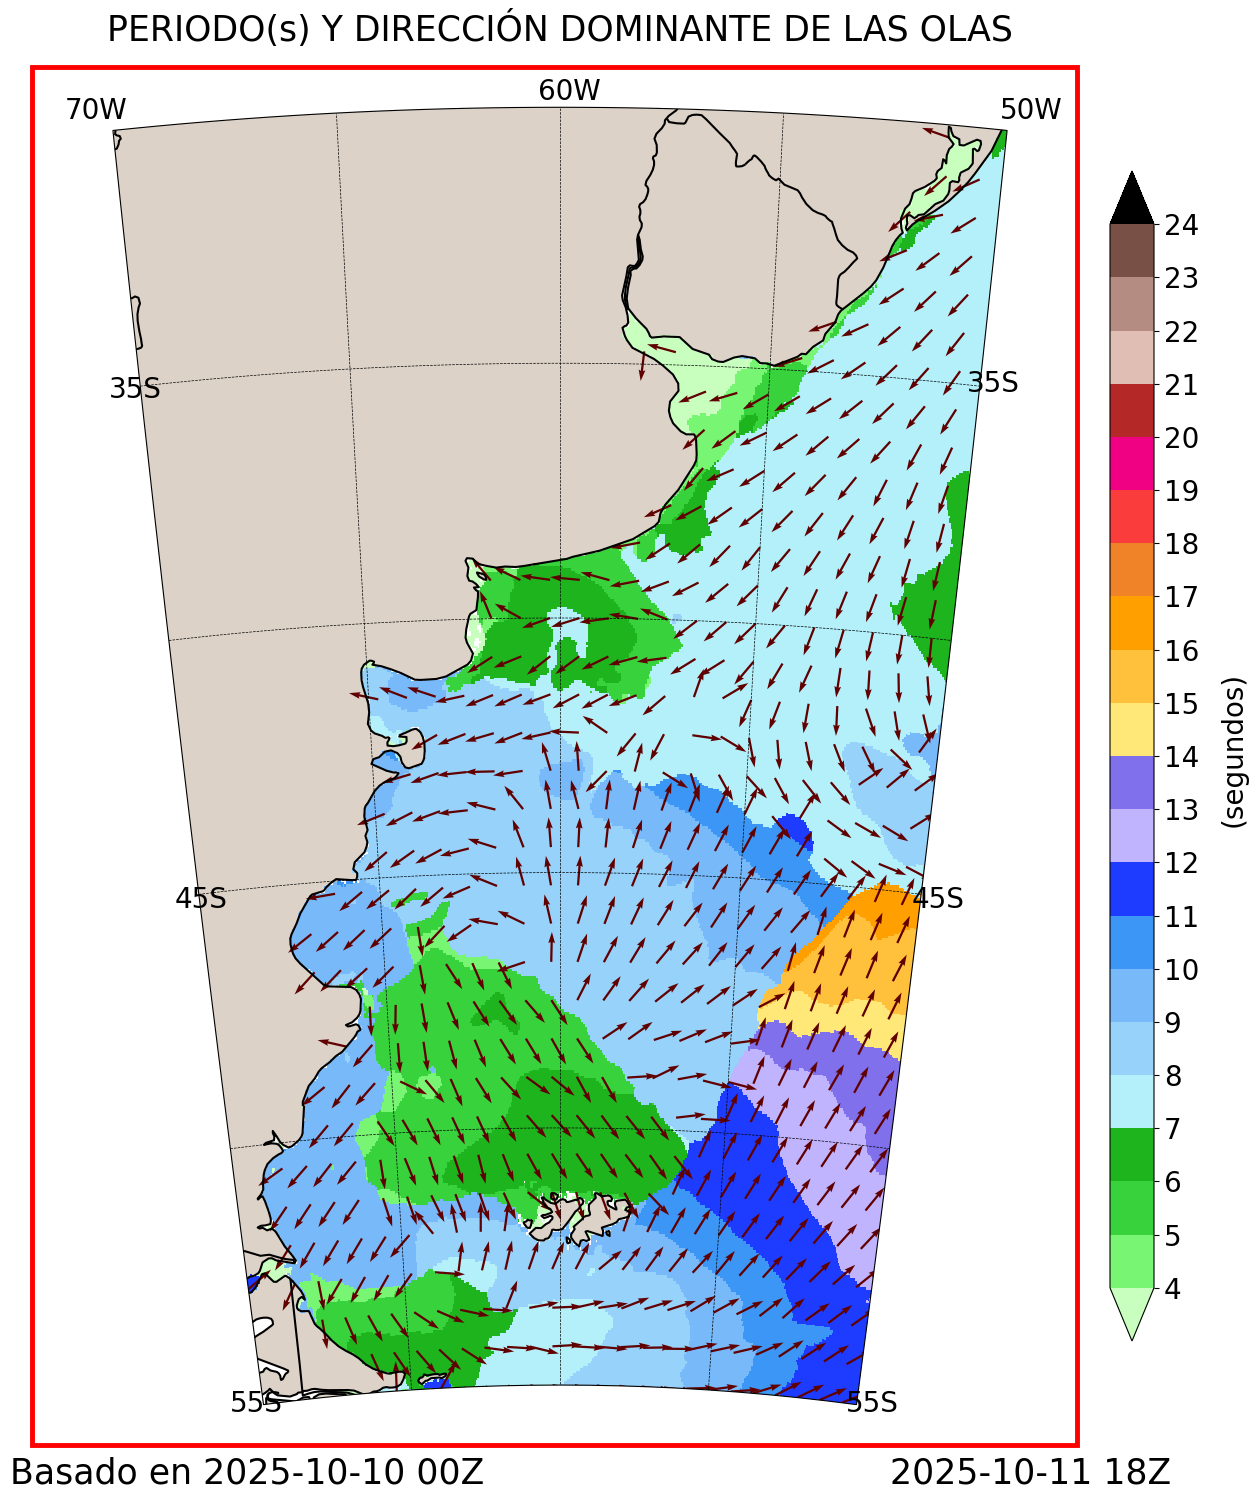 PERIODO(s) Y DIRECCIÓN DOMINANTE DE LAS OLAS
70W
60W
50W
35S
35S
45S
45S
55S
55S
24
23
22
21
20
19
18
17
16
15
14
13
12
11
10
9
8
7
6
5
4
(segundos)
Basado en 2025-10-10 00Z
2025-10-11 18Z